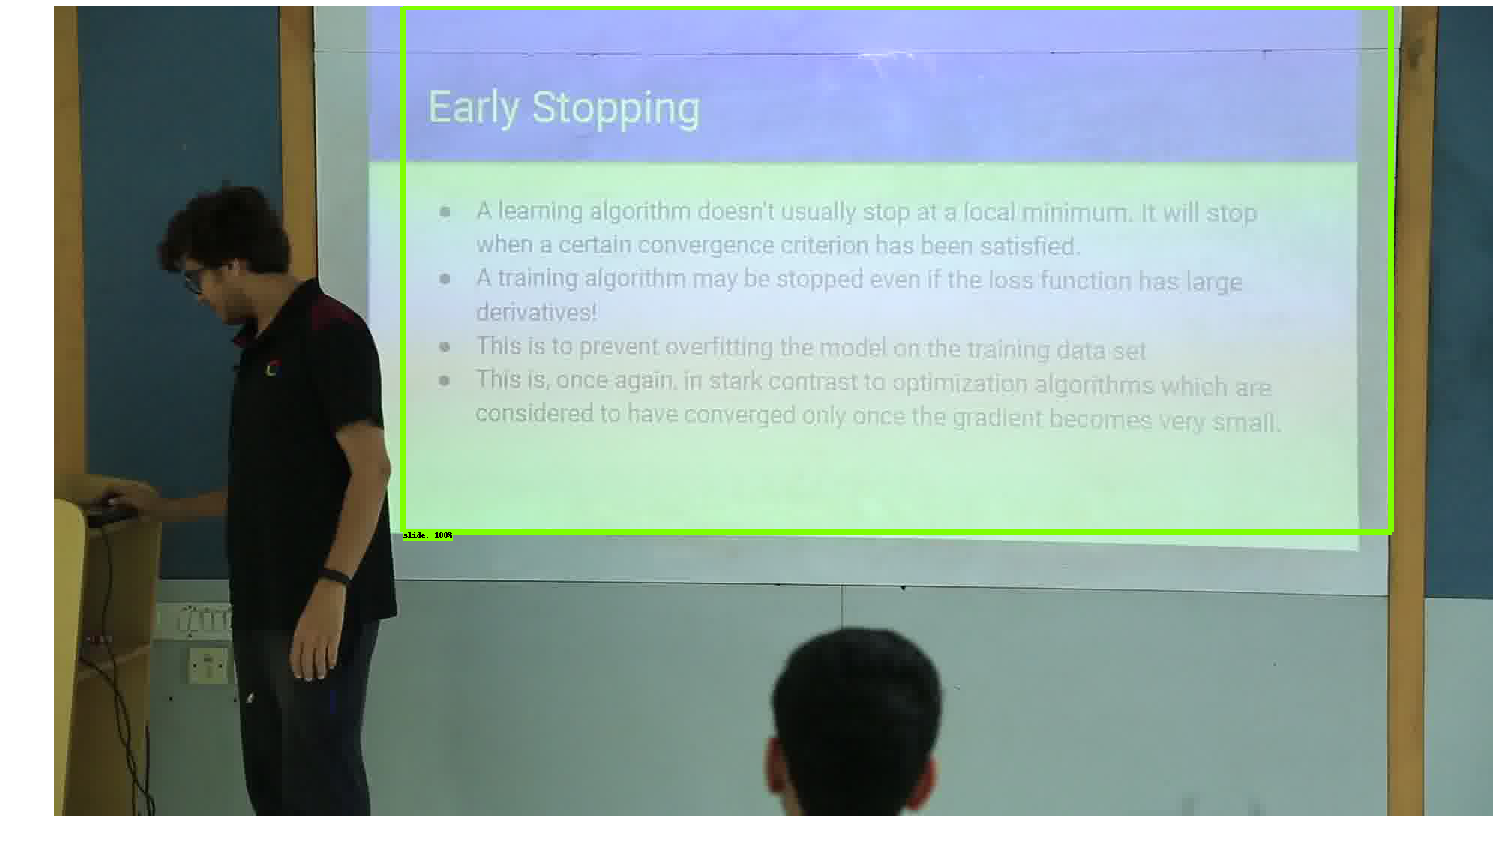 Early Stopping
● A learning algorithm doesn't usually stop at a local minimum. It will stop
when a certain convergence criterion has been satisfied.
● A training algorithm may be stopped even if the loss function has large
derivatives!
● This is to prevent overfitting the model on the training data set
● This is, once again, in stark contrast to optimization algorithms which are
considered to have converged only once the gradient becomes very small.
slide: 100%